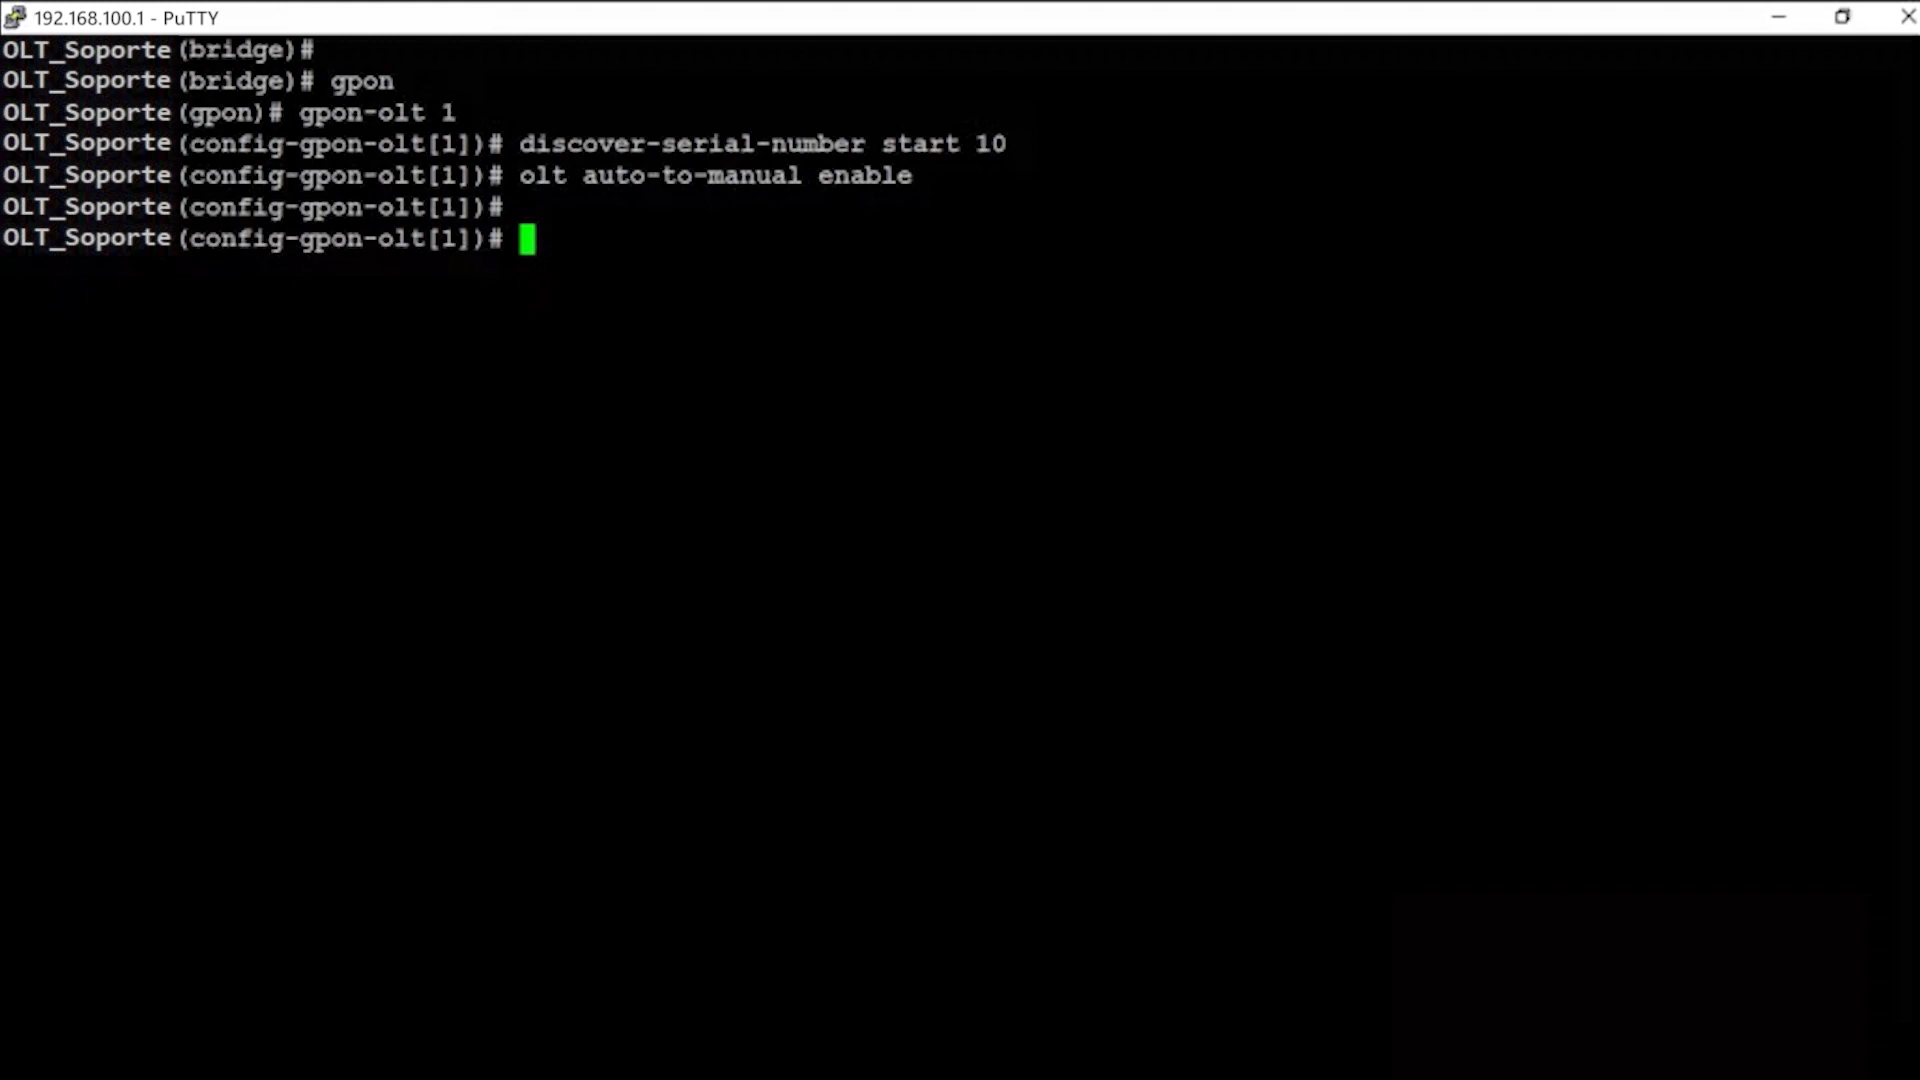 192.168.100.1 - PuTTY
OLT_Soporte(bridge)#
OLT_Soporte(bridge)# gpon
OLT_Soporte(gpon)# gpon-olt 1
OLT_Soporte(config-gpon-olt[1])# discover-serial-number start 10
OLT_Soporte(config-gpon-olt[1])# olt auto-to-manual enable
OLT_Soporte(config-gpon-olt[1])#
OLT_Soporte(config-gpon-olt[1])#